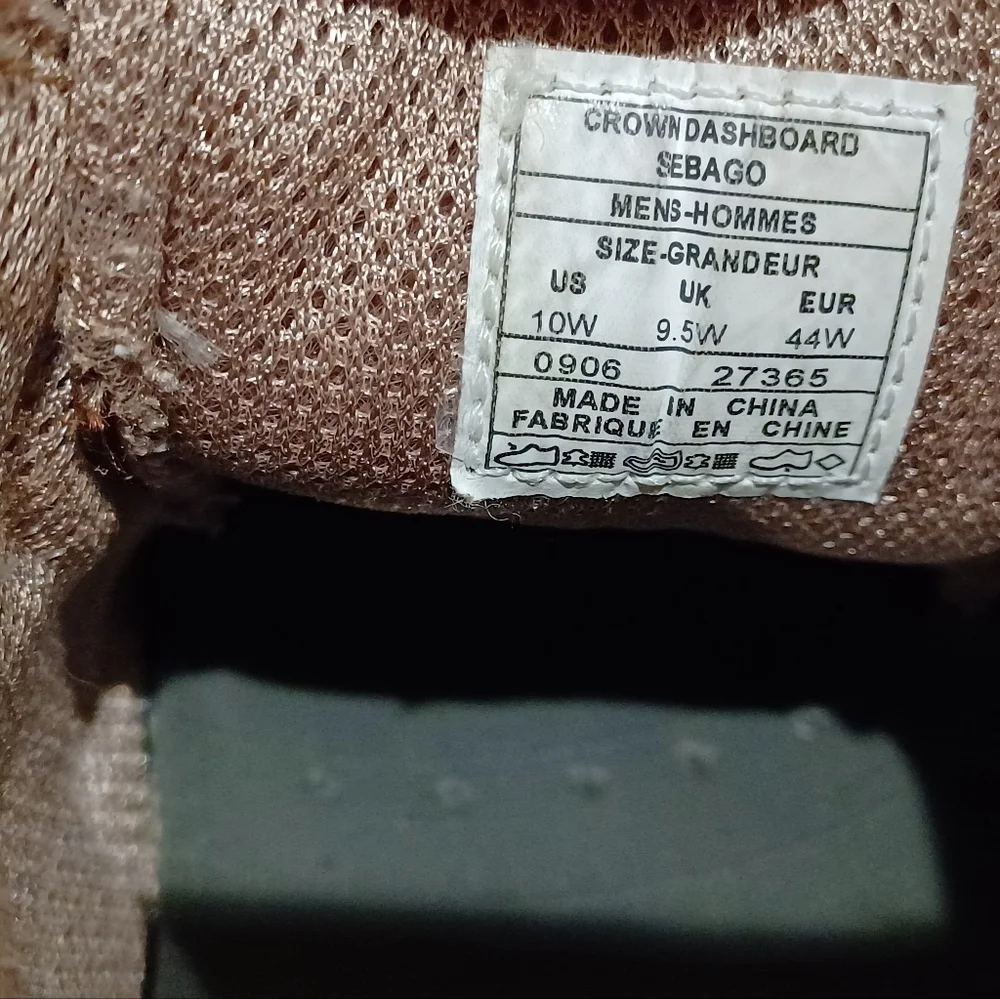 CROWNDASHBOARD
SEBAGO
MENS-HOMMES
SIZE-GRANDEUR
US UK EUR
10W 9.5W 44W
0906 27365
MADE IN CHINA
FABRIQUE EN CHINE